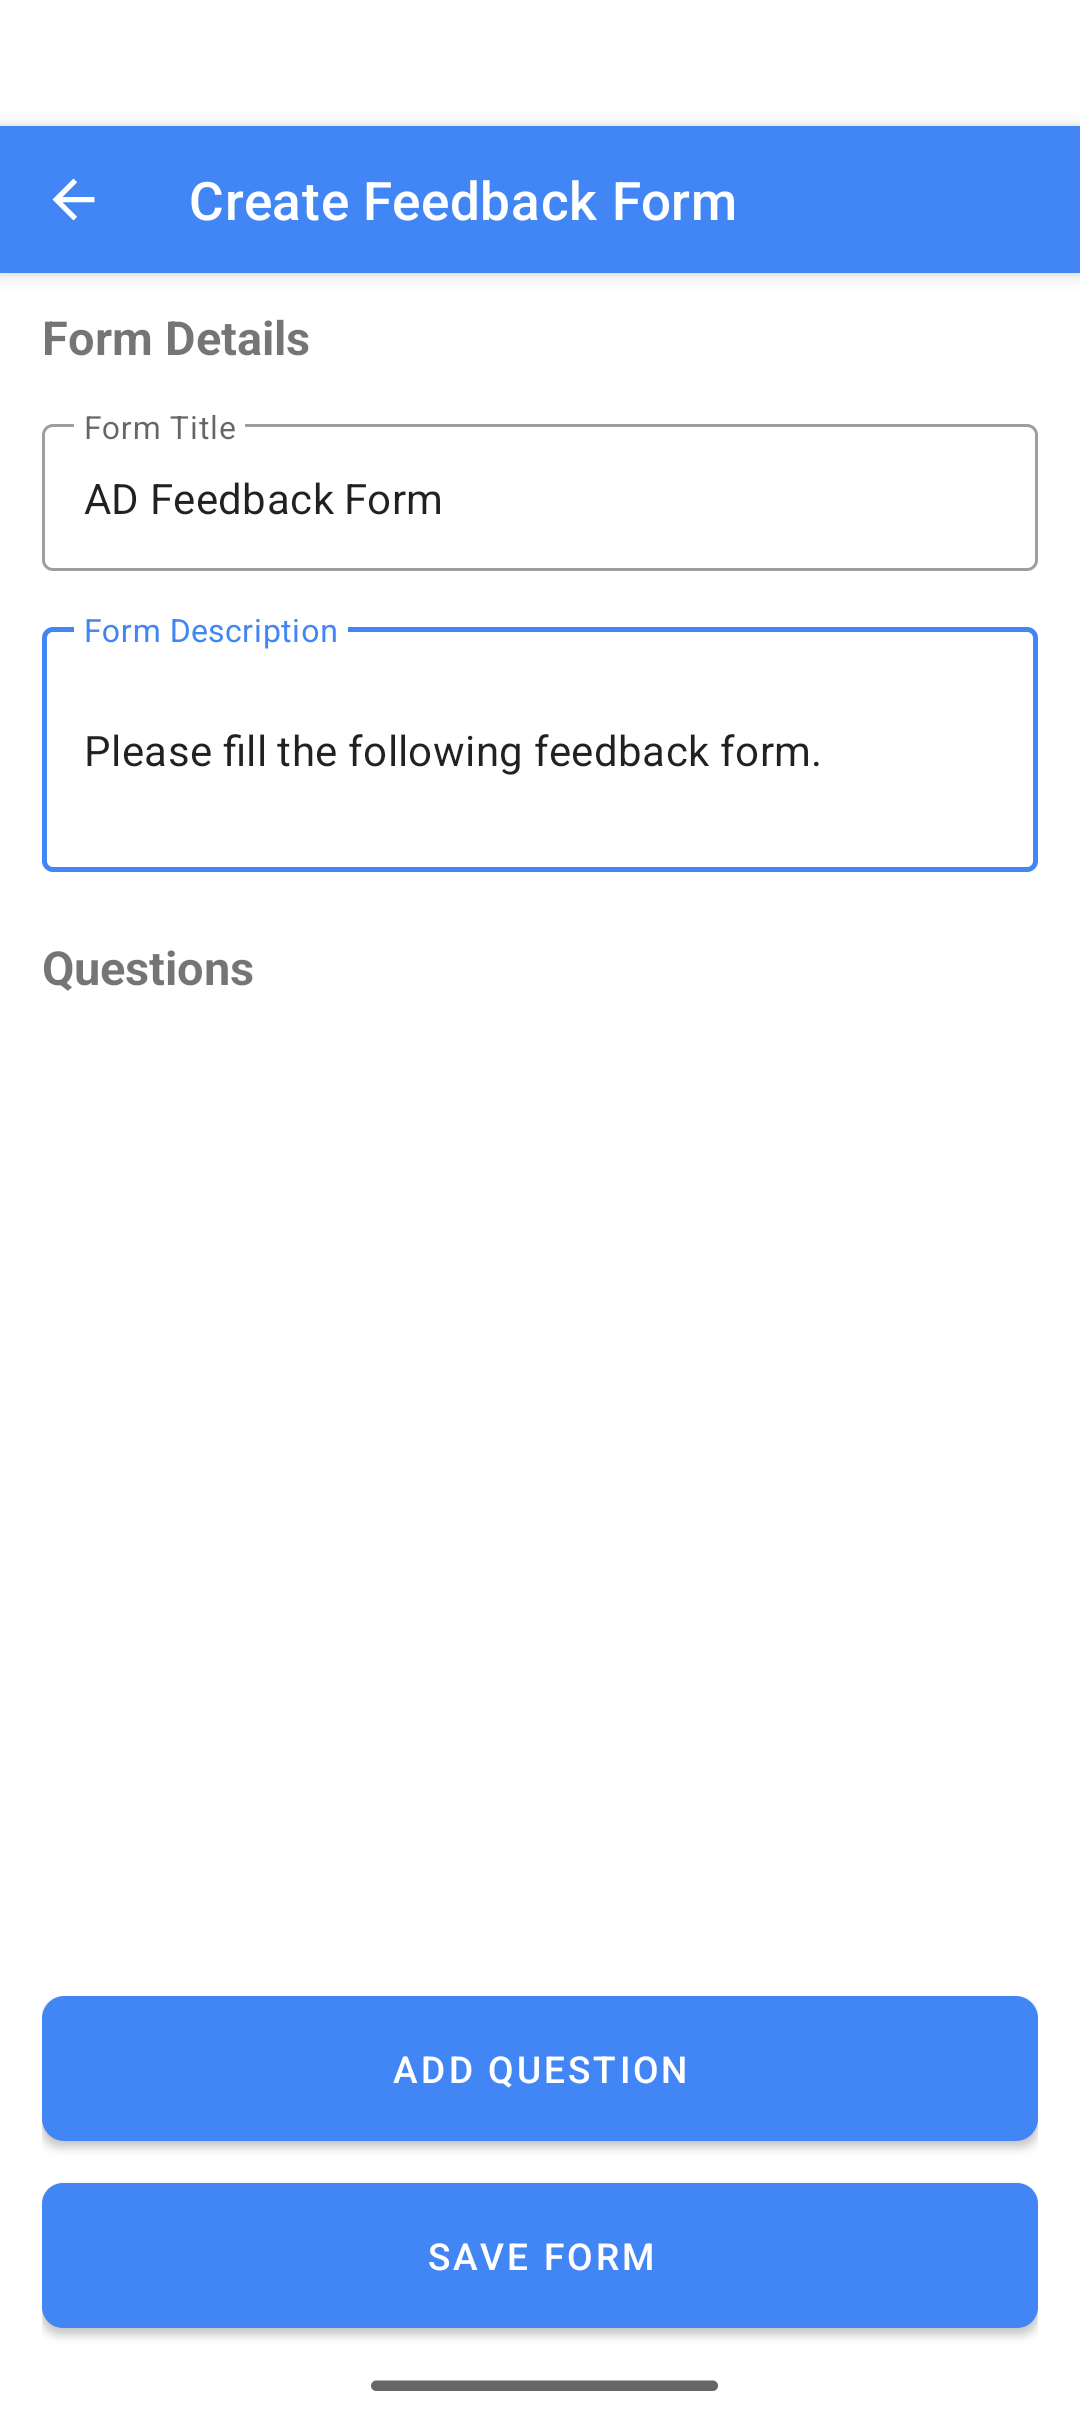 Create Feedback Form
Form Details
Form Title
AD Feedback Form
Form Description
Please fill the following feedback form.
Questions
ADD QUESTION
SAVE FORM